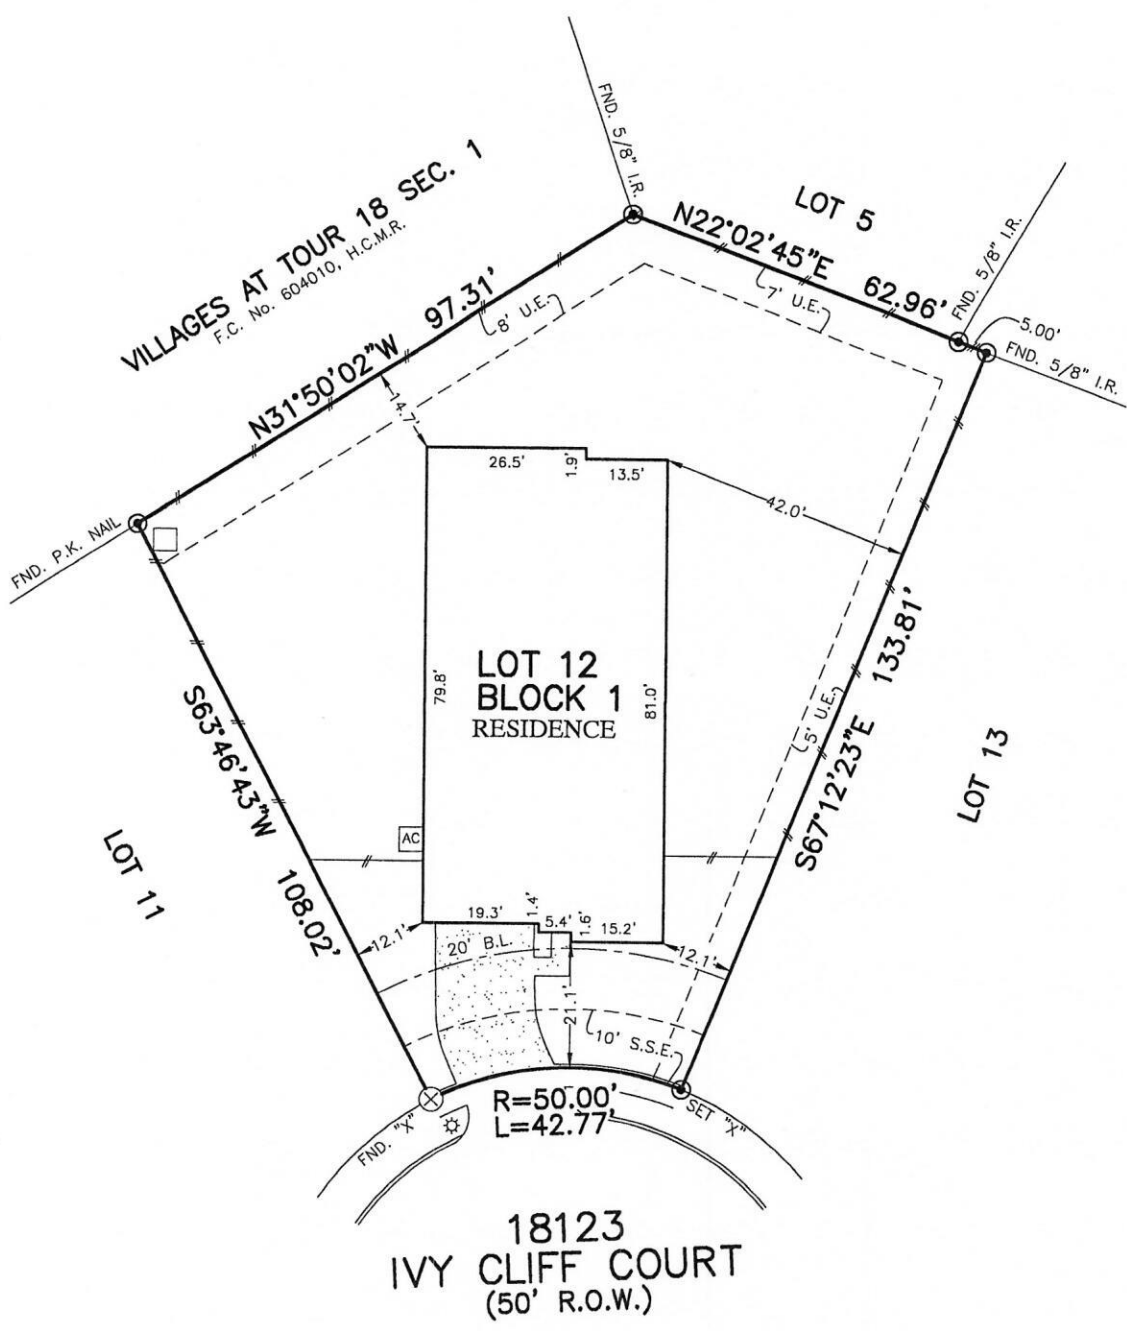 FND. 5/8" I.R.
LOT 5
VILLAGES AT TOUR 18 SEC. 1
F.C. No. 604010, H.C.M.R.
N22°02'45"E 62.96'
7' U.E.
FND. 5/8" I.R.
5.00'
FND. 5/8" I.R.
N31°50'02"W 97.31'
8' U.E.
14.7'
26.5'
1.9'
13.5'
42.0'
FND. P.K. NAIL
79.8'
LOT 12
BLOCK 1
RESIDENCE
81.0'
S67°12'23"E 133.81'
5' U.E.
LOT 13
S63°46'43"W 108.02'
LOT 11
AC
19.3'
1.4'
5.4'
1.6'
15.2'
12.1'
20' B.L.
12.1'
21.1'
10' S.S.E.
R=50.00'
L=42.77'
FND. "X"
SET "X"
18123
IVY CLIFF COURT
(50' R.O.W.)